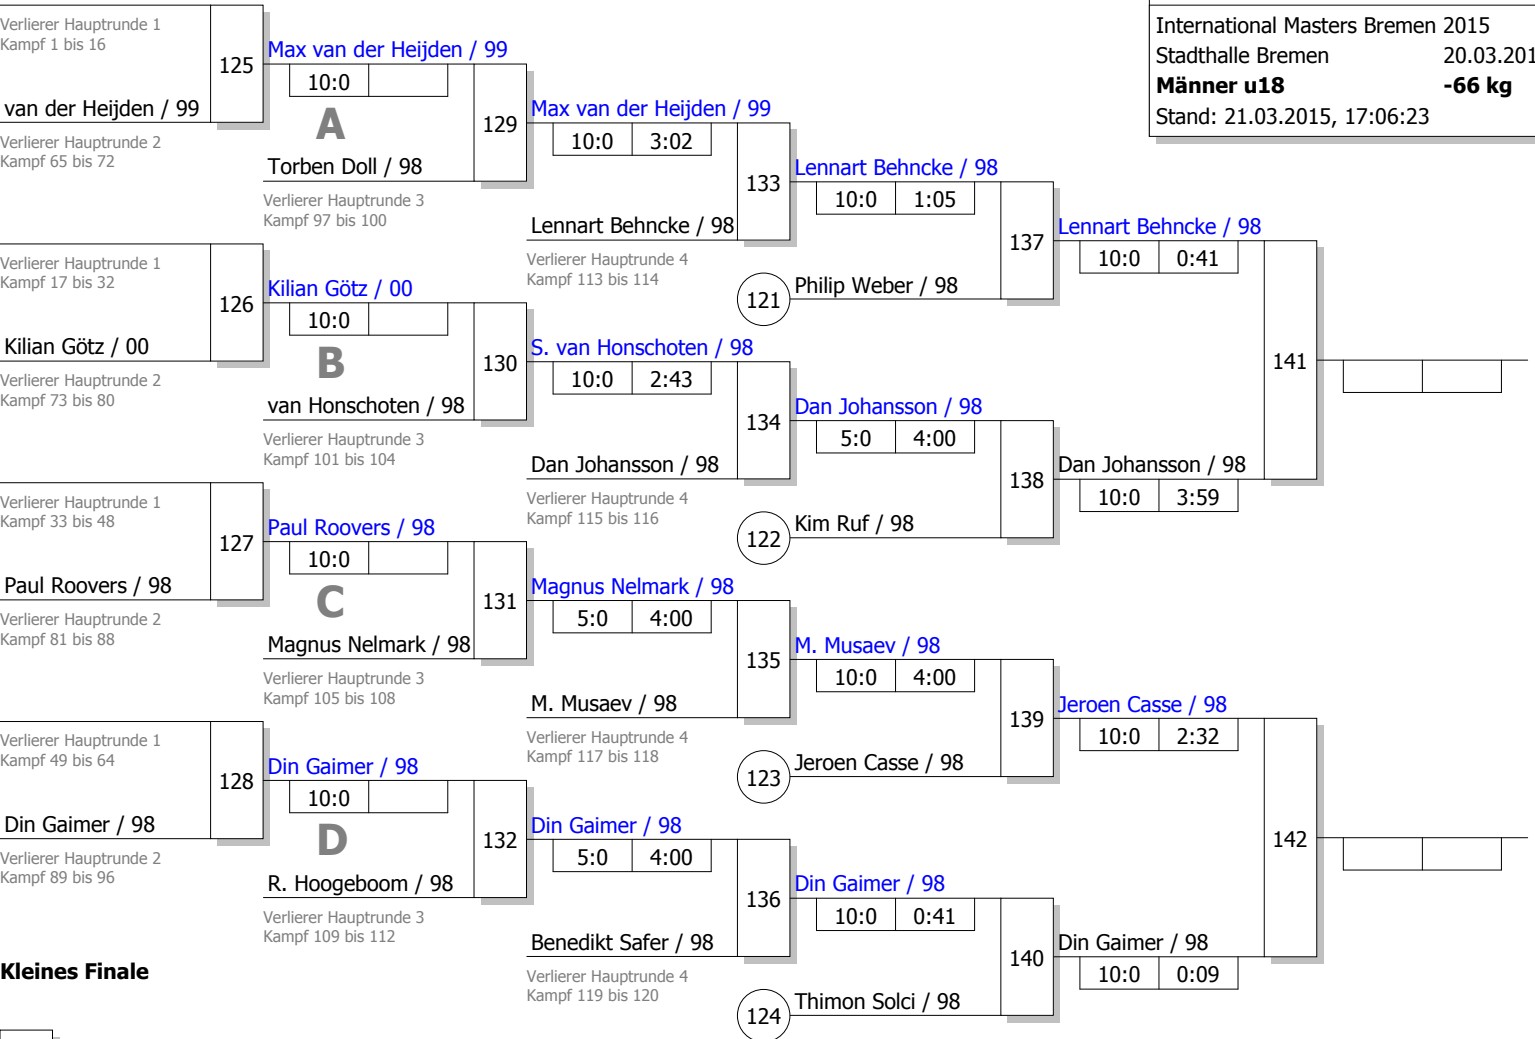 International Masters Bremen 2015
Stadthalle Bremen 20.03.201
Männer u18 -66 kg
Stand: 21.03.2015, 17:06:23
Verlierer Hauptrunde 1
Kampf 1 bis 16
125
van der Heijden / 99
Verlierer Hauptrunde 2
Kampf 65 bis 72
Verlierer Hauptrunde 1
Kampf 17 bis 32
126
Kilian Götz / 00
Verlierer Hauptrunde 2
Kampf 73 bis 80
Verlierer Hauptrunde 1
Kampf 33 bis 48
127
Paul Roovers / 98
Verlierer Hauptrunde 2
Kampf 81 bis 88
Verlierer Hauptrunde 1
Kampf 49 bis 64
128
Din Gaimer / 98
Verlierer Hauptrunde 2
Kampf 89 bis 96
Max van der Heijden / 99
10:0
A
129
Torben Doll / 98
Verlierer Hauptrunde 3
Kampf 97 bis 100
Kilian Götz / 00
10:0
B
130
van Honschoten / 98
Verlierer Hauptrunde 3
Kampf 101 bis 104
Paul Roovers / 98
10:0
C
131
Magnus Nelmark / 98
Verlierer Hauptrunde 3
Kampf 105 bis 108
Din Gaimer / 98
10:0
D
132
R. Hoogeboom / 98
Verlierer Hauptrunde 3
Kampf 109 bis 112
Max van der Heijden / 99
10:0 3:02
133
Lennart Behncke / 98
Verlierer Hauptrunde 4
Kampf 113 bis 114
S. van Honschoten / 98
10:0 2:43
134
Dan Johansson / 98
Verlierer Hauptrunde 4
Kampf 115 bis 116
Magnus Nelmark / 98
5:0 4:00
135
M. Musaev / 98
Verlierer Hauptrunde 4
Kampf 117 bis 118
Din Gaimer / 98
5:0 4:00
136
Benedikt Safer / 98
Verlierer Hauptrunde 4
Kampf 119 bis 120
Lennart Behncke / 98
10:0 1:05
137
121 Philip Weber / 98
Dan Johansson / 98
5:0 4:00
138
122 Kim Ruf / 98
M. Musaev / 98
10:0 4:00
139
123 Jeroen Casse / 98
Din Gaimer / 98
10:0 0:41
140
124 Thimon Solci / 98
Lennart Behncke / 98
10:0 0:41
141
Dan Johansson / 98
10:0 3:59
Jeroen Casse / 98
10:0 2:32
142
Din Gaimer / 98
10:0 0:09
Kleines Finale